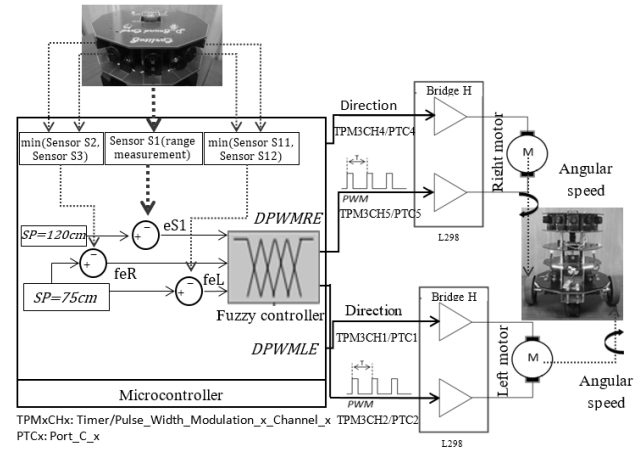 min(Sensor S2,
Sensor S3)
Sensor S1(range
measurement)
min(Sensor S11,
Sensor S12)
SP=120cm
eS1
DPWMRE
feR
feL
SP=75cm
Fuzzy controller
DPWMLE
Microcontroller
Direction
TPM3CH4/PTC4
T
PWM
TPM3CH5/PTC5
Bridge H
L298
Right motor
M
Angular
speed
Direction
TPM3CH1/PTC1
T
PWM
TPM3CH2/PTC2
Bridge H
L298
Left motor
M
Angular
speed
TPMxCHx: Timer/Pulse_Width_Modulation_x_Channel_x
PTCx: Port_C_x